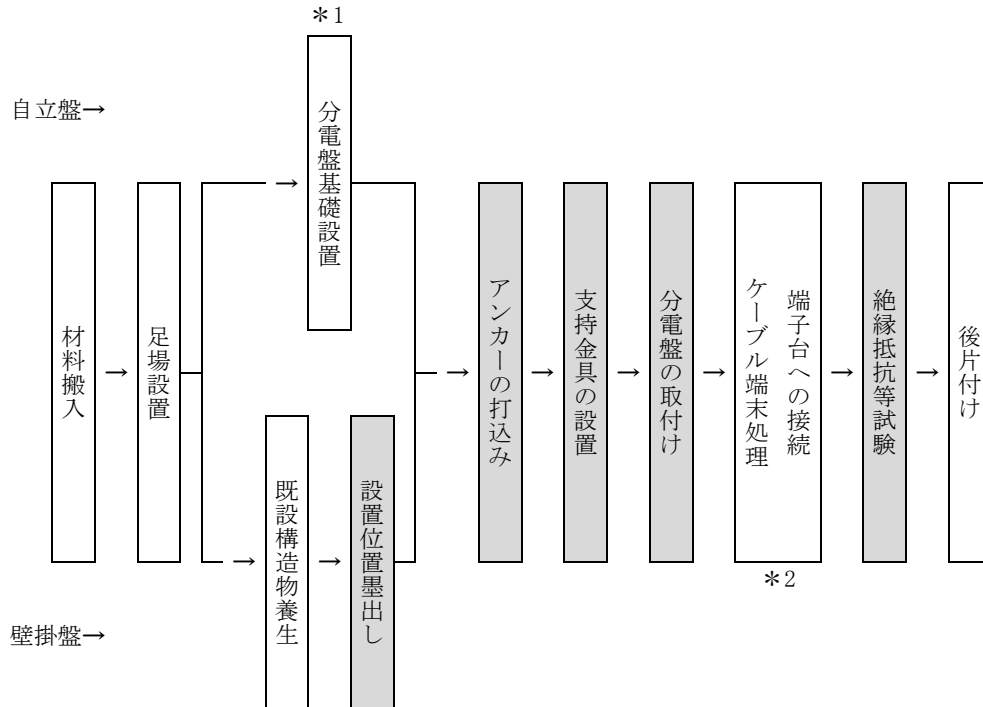 ＊1
自立盤→
分電盤基礎設置
材料搬入
→
足場設置
→
→
既設構造物養生
→
設置位置墨出し
→
アンカーの打込み
→
支持金具の設置
→
分電盤の取付け
→
端子台への接続
ケーブル端末処理
→
絶縁抵抗等試験
→
後片付け
＊2
壁掛盤→